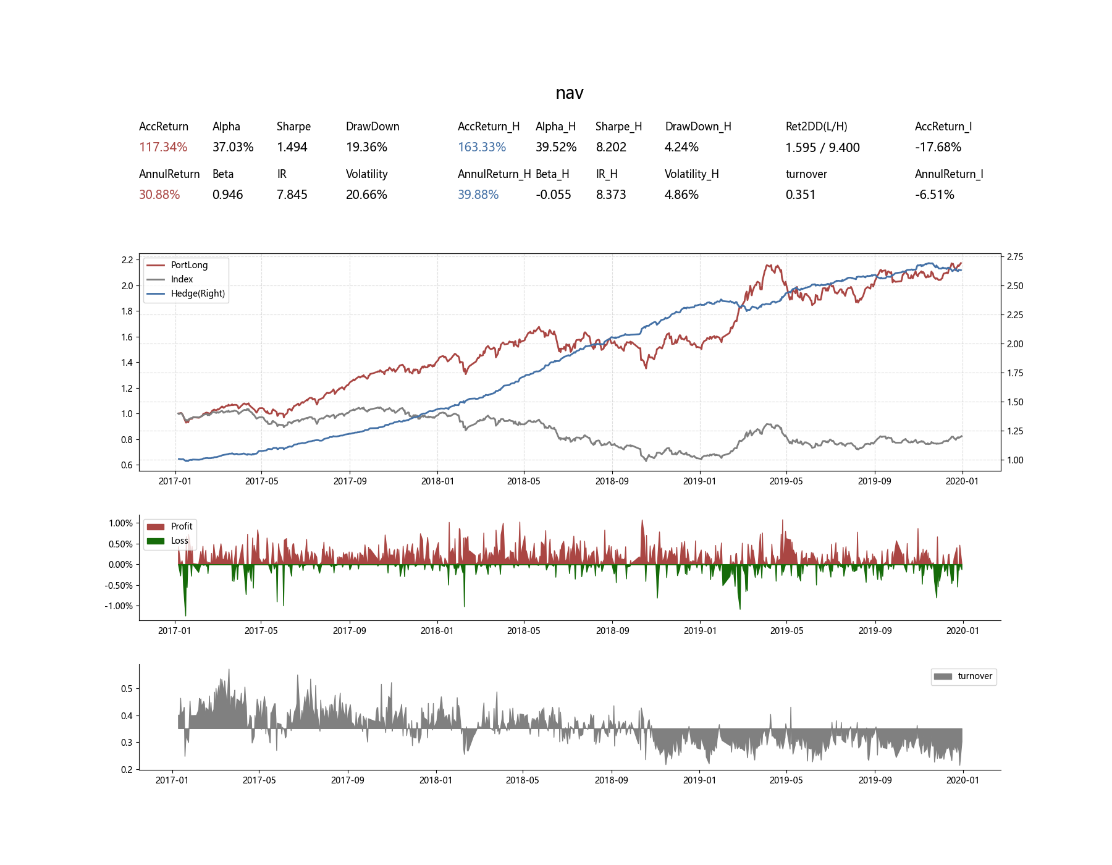 nav
AccReturn Alpha Sharpe DrawDown AccReturn_H Alpha_H Sharpe_H DrawDown_H Ret2DD(L/H) AccReturn_I
117.34% 37.03% 1.494 19.36% 163.33% 39.52% 8.202 4.24% 1.595 / 9.400 -17.68%
AnnulReturn Beta IR Volatility AnnulReturn_H Beta_H IR_H Volatility_H turnover AnnulReturn_I
30.88% 0.946 7.845 20.66% 39.88% -0.055 8.373 4.86% 0.351 -6.51%
2.2 PortLong 2.75
Index
2.0 Hedge(Right) 2.50
1.8 2.25
1.6 2.00
1.4 1.75
1.2
1.0 1.50
0.8 1.25
0.6 1.00
2017-01 2017-05 2017-09 2018-01 2018-05 2018-09 2019-01 2019-05 2019-09 2020-01
1.00% Profit
0.50% Loss
0.00%
-0.50%
-1.00%
2017-01 2017-05 2017-09 2018-01 2018-05 2018-09 2019-01 2019-05 2019-09 2020-01
turnover
0.5
0.4
0.3
0.2
2017-01 2017-05 2017-09 2018-01 2018-05 2018-09 2019-01 2019-05 2019-09 2020-01